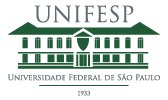 UNIFESP
UNIVERSIDADE FEDERAL DE SÃO PAULO
1933